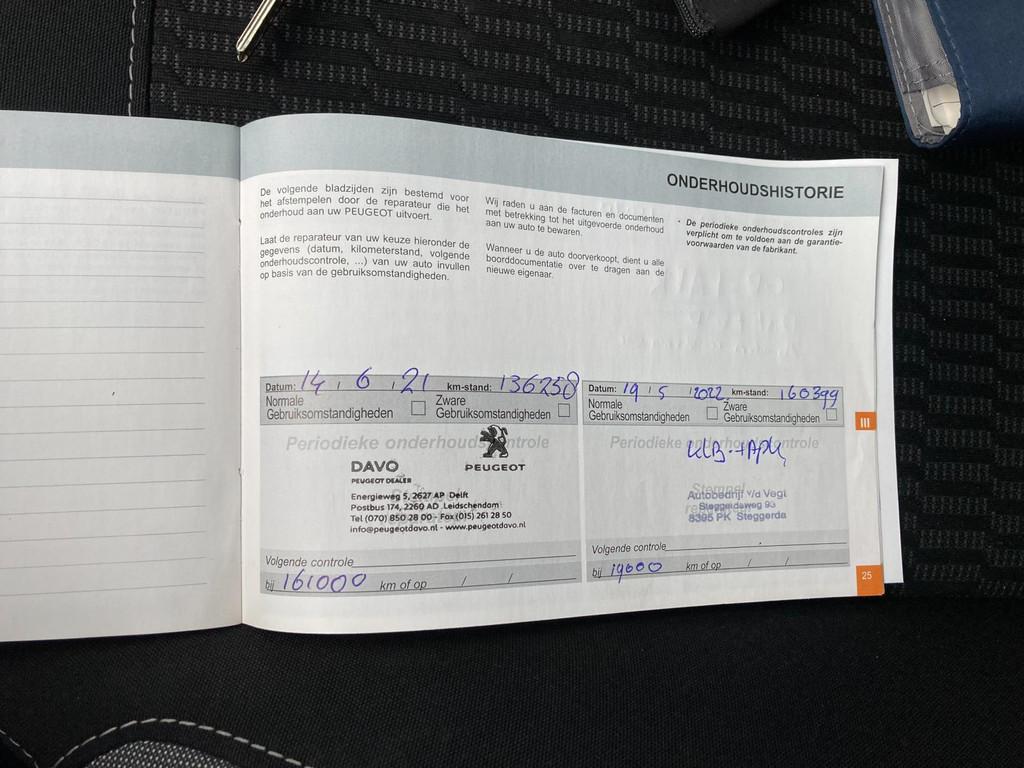 ONDERHOUDSHISTORIE
De volgende bladzijden zijn bestemd voor
het afstempelen door de reparateur die het
onderhoud aan uw PEUGEOT uitvoert.
Laat de reparateur van uw keuze hieronder de
gegevens (datum, kilometerstand, volgende
onderhoudscontrole, ...) van uw auto invullen
op basis van de gebruiksomstandigheden.
Wij raden u aan de facturen en documenten
met betrekking tot het uitgevoerde onderhoud
aan uw auto te bewaren.
Wanneer u de auto doorverkoopt, dient u alle
boorddocumentatie over te dragen aan de
nieuwe eigenaar.
- De periodieke onderhoudscontroles zijn
verplicht om te voldoen aan de garantie-
voorwaarden van de fabrikant.
Datum: 14 / 6 / 21 km-stand: 136258
Normale
Gebruiksomstandigheden
Zware
Gebruiksomstandigheden
Periodieke onderhoudscontrole
DAVO
PEUGEOT DEALER
PEUGEOT
Energieweg 5, 2627 AP Delft
Postbus 174, 2260 AD Leidschendam
Tel (070) 850 28 00 - Fax (015) 261 28 50
info@peugeotdavo.nl - www.peugeotdavo.nl
Volgende controle
bij 161000 km of op / /
Datum: 19 / 5 / 2022 km-stand: 160399
Normale
Gebruiksomstandigheden
Zware
Gebruiksomstandigheden
Periodieke onderhoudscontrole
Stempel
Autobedrijf v/d Vegt
Steggerdaweg 93
8395 PK Steggerda
Volgende controle
bij 19000 km of op / /
III
25